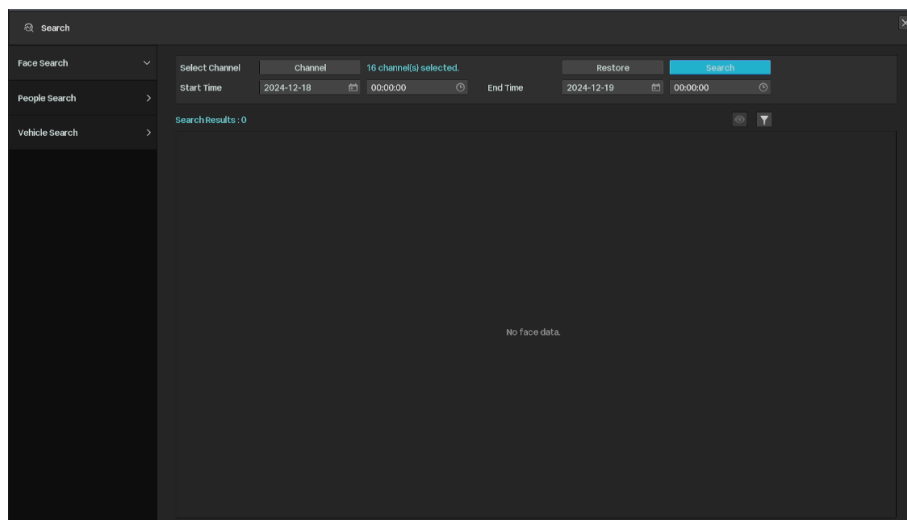 Search
Face Search
People Search
Vehicle Search
Select Channel Channel 16 channel(s) selected. Restore Search
Start Time 2024-12-18 00:00:00 End Time 2024-12-19 00:00:00
Search Results : 0
No face data.